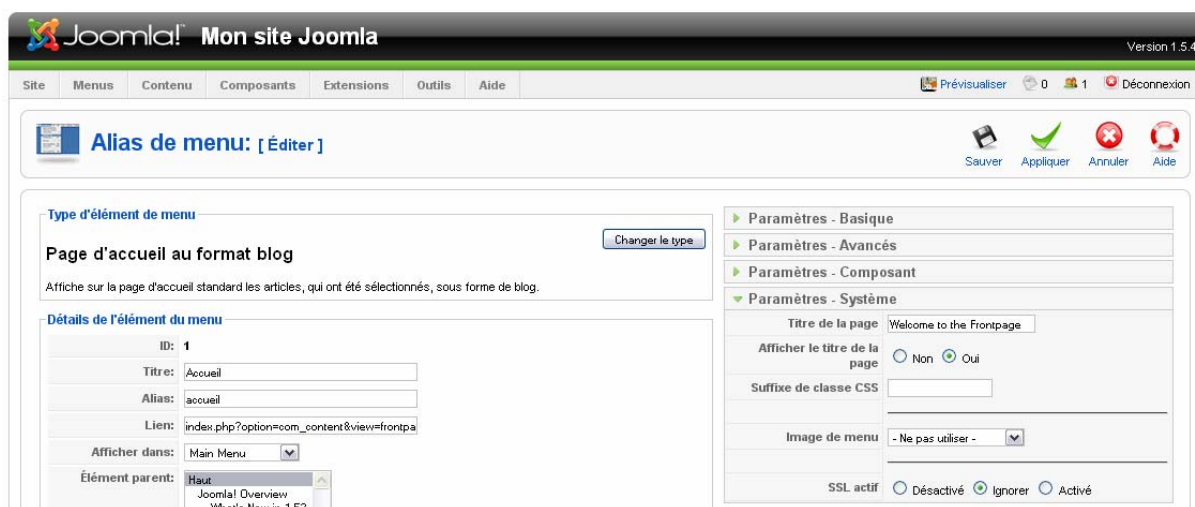 Joomla! Mon site Joomla
Version 1.5.4
Site Menus Contenu Composants Extensions Outils Aide
Prévisualiser 0 1 Déconnexion
Alias de menu: [ Éditer ]
Sauver Appliquer Annuler Aide
Type d'élément de menu
Changer le type
Page d'accueil au format blog
Affiche sur la page d'accueil standard les articles, qui ont été sélectionnés, sous forme de blog.
Détails de l'élément du menu
ID: 1
Titre: Accueil
Alias: accueil
Lien: index.php?option=com_content&view=frontpa
Afficher dans: Main Menu
Élément parent: Haut
Joomla! Overview
What's New in 1.5?
Paramètres - Basique
Paramètres - Avancés
Paramètres - Composant
Paramètres - Système
Titre de la page Welcome to the Frontpage
Afficher le titre de la page Non Oui
Suffixe de classe CSS
Image de menu - Ne pas utiliser -
SSL actif Désactivé Ignorer Activé